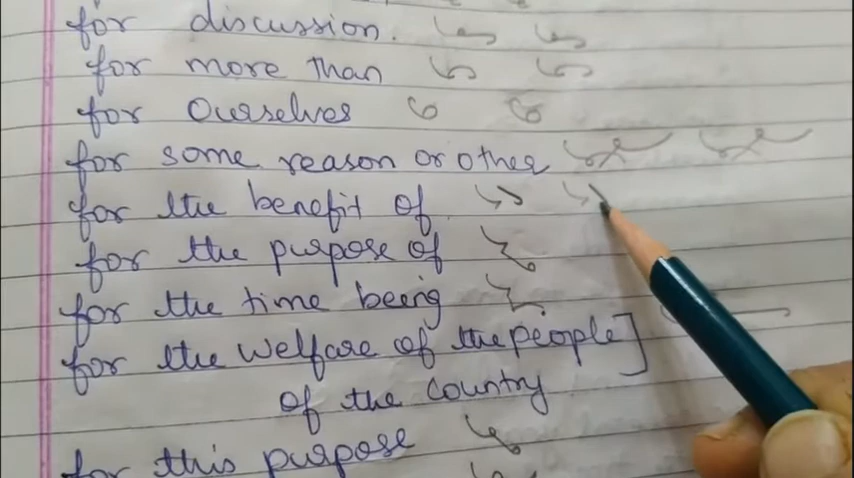 for discussion.
for more than
for ourselves
for some reason or other
for the benefit of
for the purpose of
for the time being
for the welfare of the people]
of the country
for this purpose